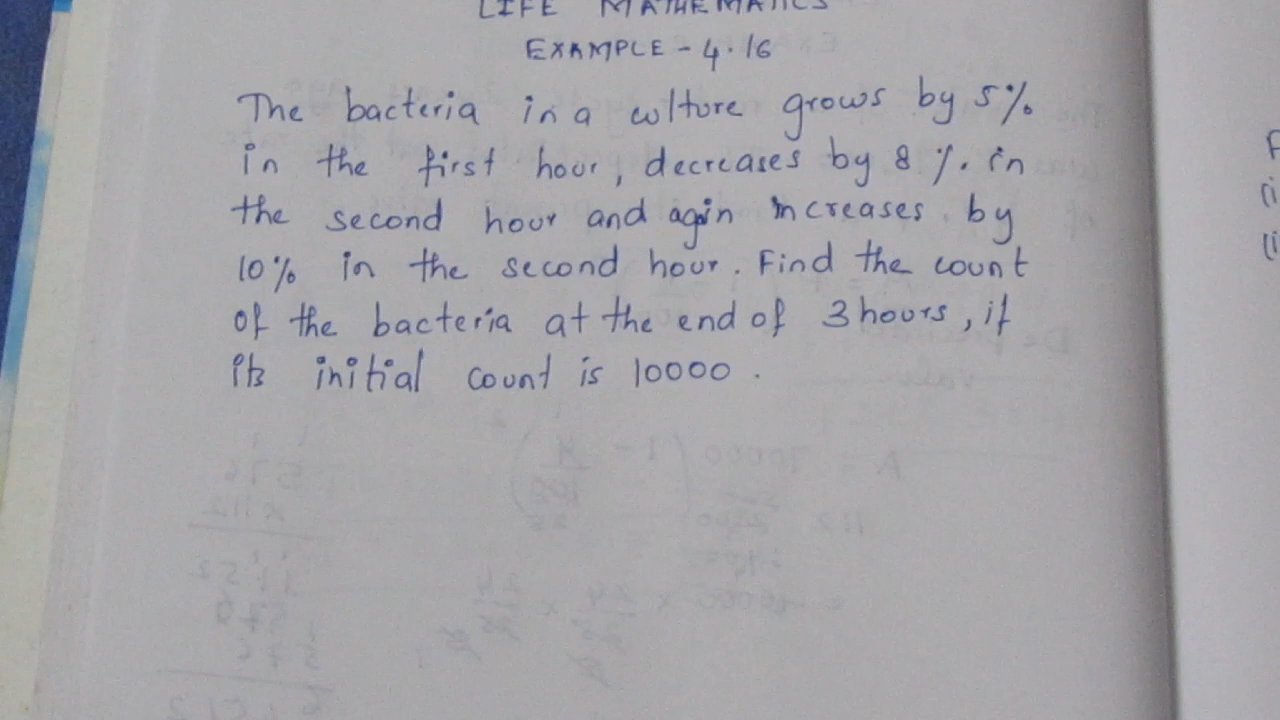 LIFE MATHEMATICS
EXAMPLE - 4.16
The bacteria in a culture grows by 5%
in the first hour, decreases by 8 %. in
the second hour and agin increases by
10% in the second hour. Find the count
of the bacteria at the end of 3 hours, if
its initial count is 10000.